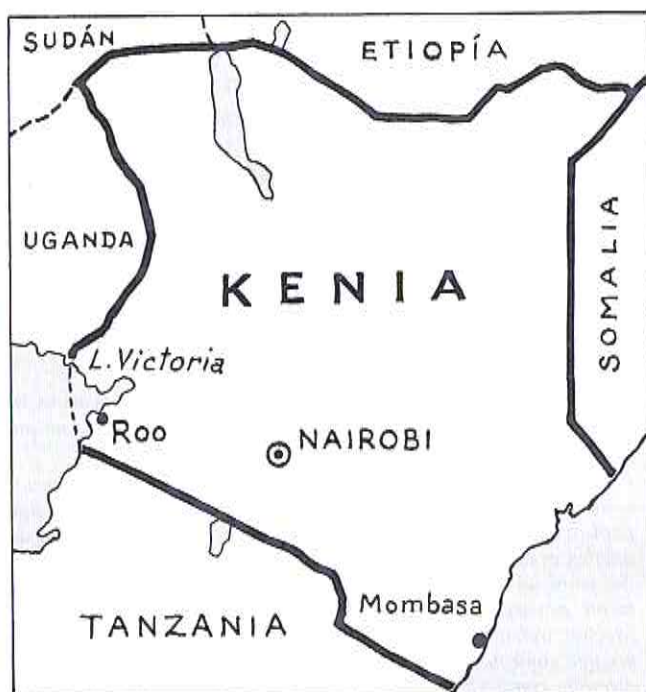 SUDÁN
ETIOPÍA
UGANDA
KENIA
SOMALIA
L. Victoria
Roo
NAIROBI
Mombasa
TANZANIA